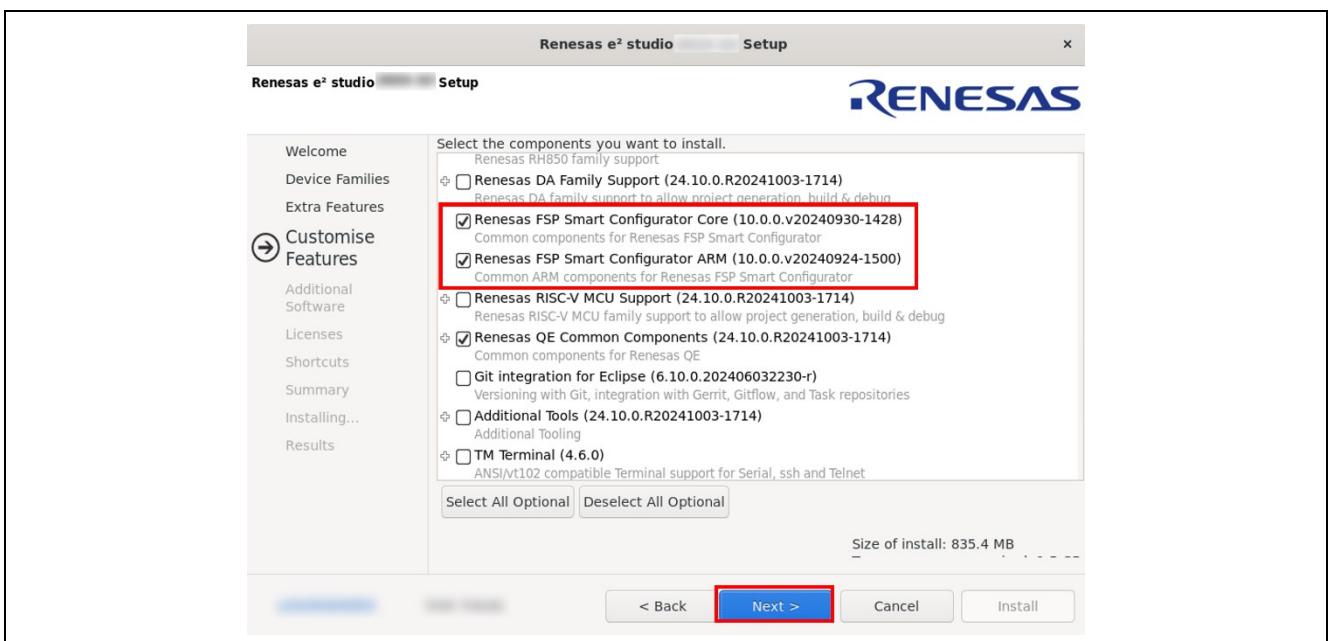 Renesas e² studio Setup
×
Renesas e² studio Setup
RENESAS
Welcome
Device Families
Extra Features
Customise
Features
Additional
Software
Licenses
Shortcuts
Summary
Installing...
Results
Select the components you want to install.
Renesas RH850 family support
Renesas DA Family Support (24.10.0.R20241003-1714)
Renesas DA family support to allow project generation, build & debug
Renesas FSP Smart Configurator Core (10.0.0.v20240930-1428)
Common components for Renesas FSP Smart Configurator
Renesas FSP Smart Configurator ARM (10.0.0.v20240924-1500)
Common ARM components for Renesas FSP Smart Configurator
Renesas RISC-V MCU Support (24.10.0.R20241003-1714)
Renesas RISC-V MCU family support to allow project generation, build & debug
Renesas QE Common Components (24.10.0.R20241003-1714)
Common components for Renesas QE
Git integration for Eclipse (6.10.0.202406032230-r)
Versioning with Git, integration with Gerrit, Gitflow, and Task repositories
Additional Tools (24.10.0.R20241003-1714)
Additional Tooling
TM Terminal (4.6.0)
ANSI/vt102 compatible Terminal support for Serial, ssh and Telnet
Select All Optional Deselect All Optional
Size of install: 835.4 MB
< Back Next > Cancel Install